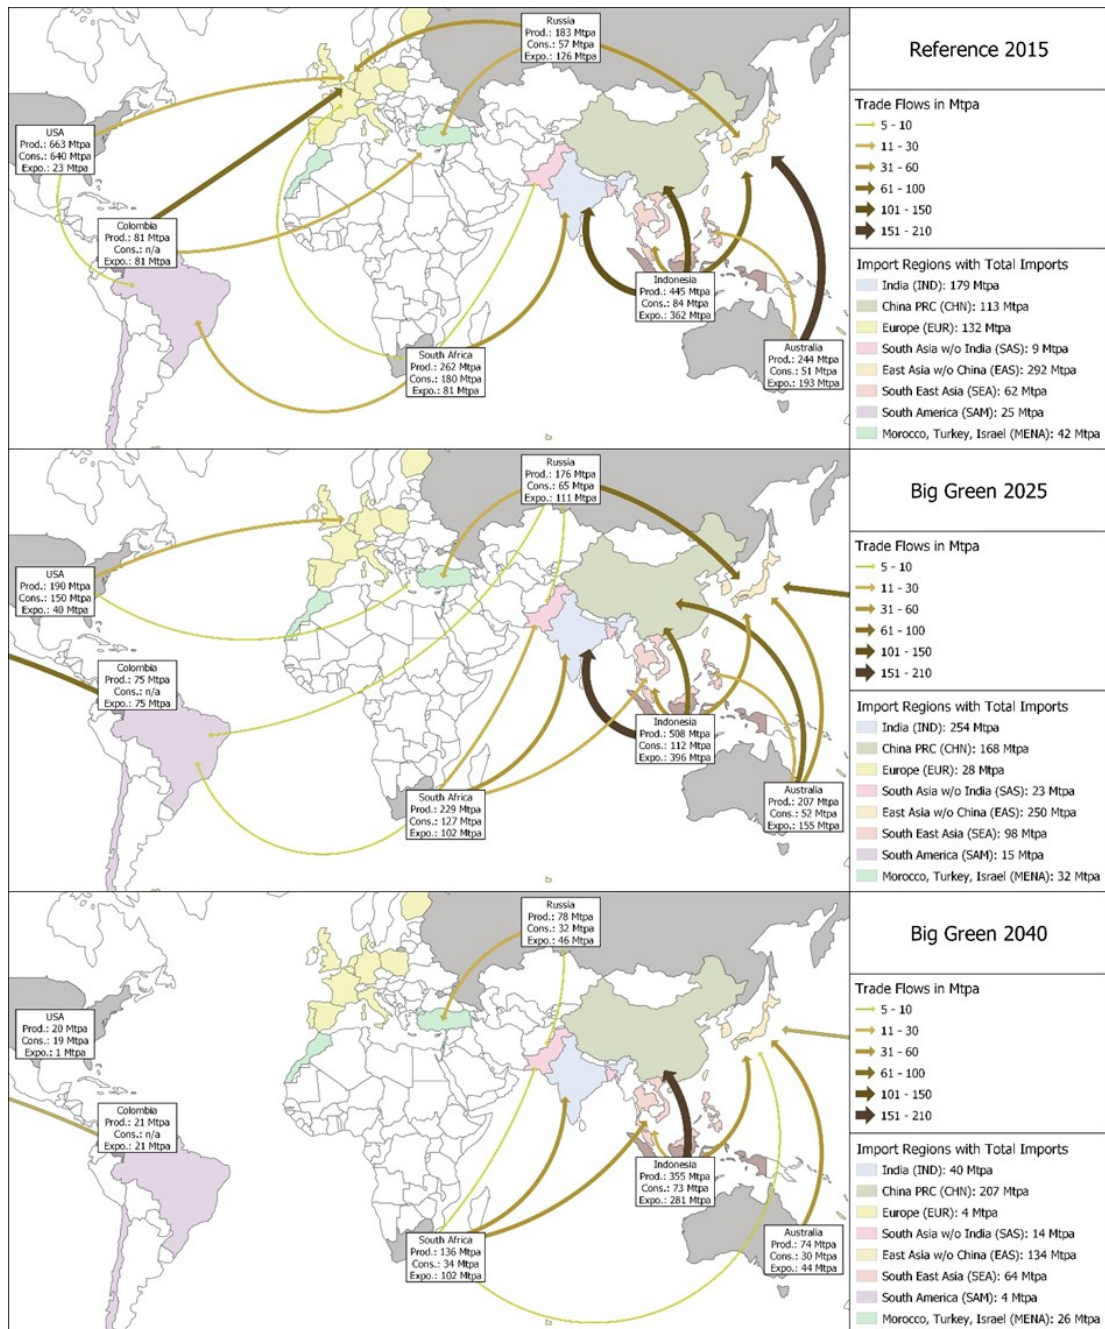 Reference 2015
Russia
Prod.: 183 Mtpa
Cons.: 57 Mtpa
Expo.: 126 Mtpa
USA
Prod.: 663 Mtpa
Cons.: 640 Mtpa
Expo.: 23 Mtpa
Colombia
Prod.: 81 Mtpa
Cons.: n/a
Expo.: 81 Mtpa
South Africa
Prod.: 262 Mtpa
Cons.: 180 Mtpa
Expo.: 81 Mtpa
Indonesia
Prod.: 445 Mtpa
Cons.: 84 Mtpa
Expo.: 362 Mtpa
Australia
Prod.: 244 Mtpa
Cons.: 51 Mtpa
Expo.: 193 Mtpa
Trade Flows in Mtpa
5 - 10
11 - 30
31 - 60
61 - 100
101 - 150
151 - 210
Import Regions with Total Imports
India (IND): 179 Mtpa
China PRC (CHN): 113 Mtpa
Europe (EUR): 132 Mtpa
South Asia w/o India (SAS): 9 Mtpa
East Asia w/o China (EAS): 292 Mtpa
South East Asia (SEA): 62 Mtpa
South America (SAM): 25 Mtpa
Morocco, Turkey, Israel (MENA): 42 Mtpa
Big Green 2025
Russia
Prod.: 176 Mtpa
Cons.: 65 Mtpa
Expo.: 111 Mtpa
USA
Prod.: 190 Mtpa
Cons.: 150 Mtpa
Expo.: 40 Mtpa
Colombia
Prod.: 75 Mtpa
Cons.: n/a
Expo.: 75 Mtpa
South Africa
Prod.: 229 Mtpa
Cons.: 127 Mtpa
Expo.: 102 Mtpa
Indonesia
Prod.: 508 Mtpa
Cons.: 112 Mtpa
Expo.: 396 Mtpa
Australia
Prod.: 207 Mtpa
Cons.: 52 Mtpa
Expo.: 155 Mtpa
Trade Flows in Mtpa
5 - 10
11 - 30
31 - 60
61 - 100
101 - 150
151 - 210
Import Regions with Total Imports
India (IND): 254 Mtpa
China PRC (CHN): 168 Mtpa
Europe (EUR): 28 Mtpa
South Asia w/o India (SAS): 23 Mtpa
East Asia w/o China (EAS): 250 Mtpa
South East Asia (SEA): 98 Mtpa
South America (SAM): 15 Mtpa
Morocco, Turkey, Israel (MENA): 32 Mtpa
Big Green 2040
Russia
Prod.: 78 Mtpa
Cons.: 32 Mtpa
Expo.: 46 Mtpa
USA
Prod.: 20 Mtpa
Cons.: 19 Mtpa
Expo.: 1 Mtpa
Colombia
Prod.: 21 Mtpa
Cons.: n/a
Expo.: 21 Mtpa
South Africa
Prod.: 136 Mtpa
Cons.: 34 Mtpa
Expo.: 102 Mtpa
Indonesia
Prod.: 355 Mtpa
Cons.: 73 Mtpa
Expo.: 281 Mtpa
Australia
Prod.: 74 Mtpa
Cons.: 30 Mtpa
Expo.: 44 Mtpa
Trade Flows in Mtpa
5 - 10
11 - 30
31 - 60
61 - 100
101 - 150
151 - 210
Import Regions with Total Imports
India (IND): 40 Mtpa
China PRC (CHN): 207 Mtpa
Europe (EUR): 4 Mtpa
South Asia w/o India (SAS): 14 Mtpa
East Asia w/o China (EAS): 134 Mtpa
South East Asia (SEA): 64 Mtpa
South America (SAM): 4 Mtpa
Morocco, Turkey, Israel (MENA): 26 Mtpa